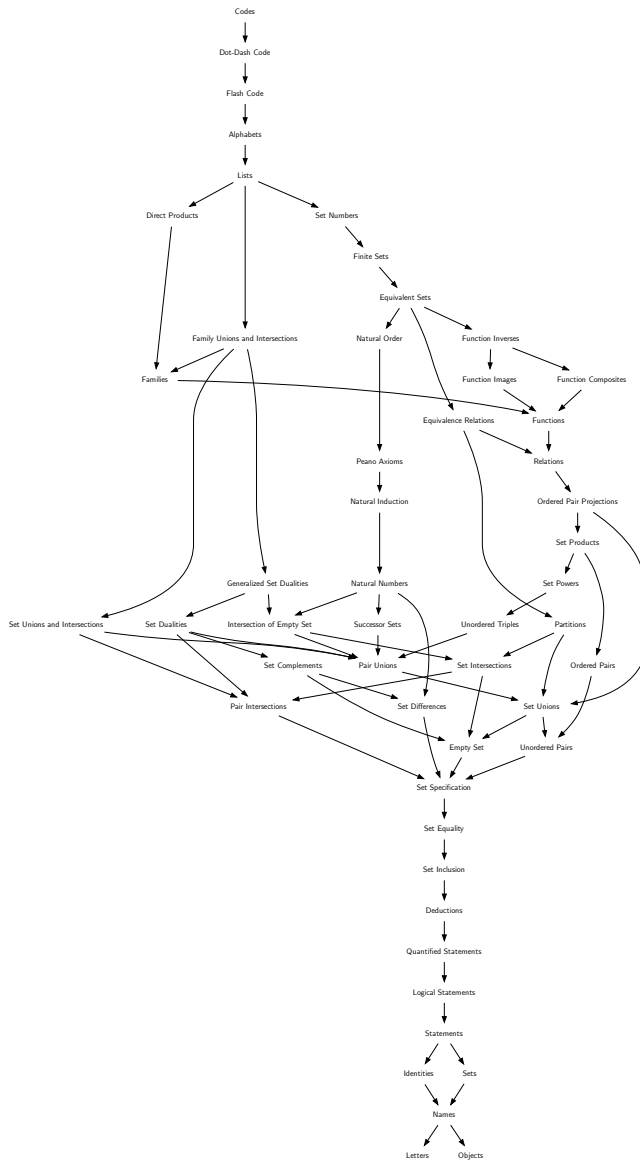 Codes
Dot-Dash Code
Flash Code
Alphabets
Lists
Direct Products
Set Numbers
Finite Sets
Equivalent Sets
Family Unions and Intersections
Natural Order
Function Inverses
Families
Function Images
Function Composites
Equivalence Relations
Functions
Peano Axioms
Relations
Natural Induction
Ordered Pair Projections
Set Products
Generalized Set Dualities
Natural Numbers
Set Powers
Set Unions and Intersections
Set Dualities
Intersection of Empty Set
Successor Sets
Unordered Triples
Partitions
Set Complements
Pair Unions
Set Intersections
Ordered Pairs
Pair Intersections
Set Differences
Set Unions
Empty Set
Unordered Pairs
Set Specification
Set Equality
Set Inclusion
Deductions
Quantified Statements
Logical Statements
Statements
Identities
Sets
Names
Letters
Objects